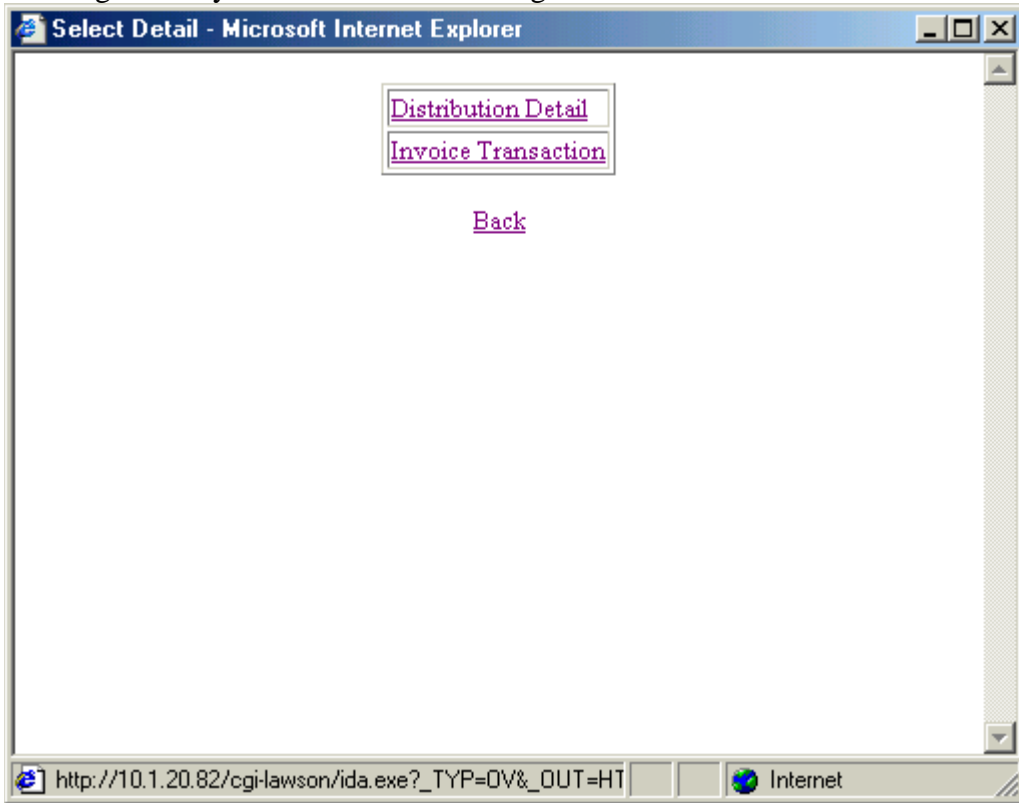 Select Detail - Microsoft Internet Explorer
Distribution Detail
Invoice Transaction
Back
http://10.1.20.82/cgi-lawson/ida.exe?_TYP=OV&_OUT=HT
Internet